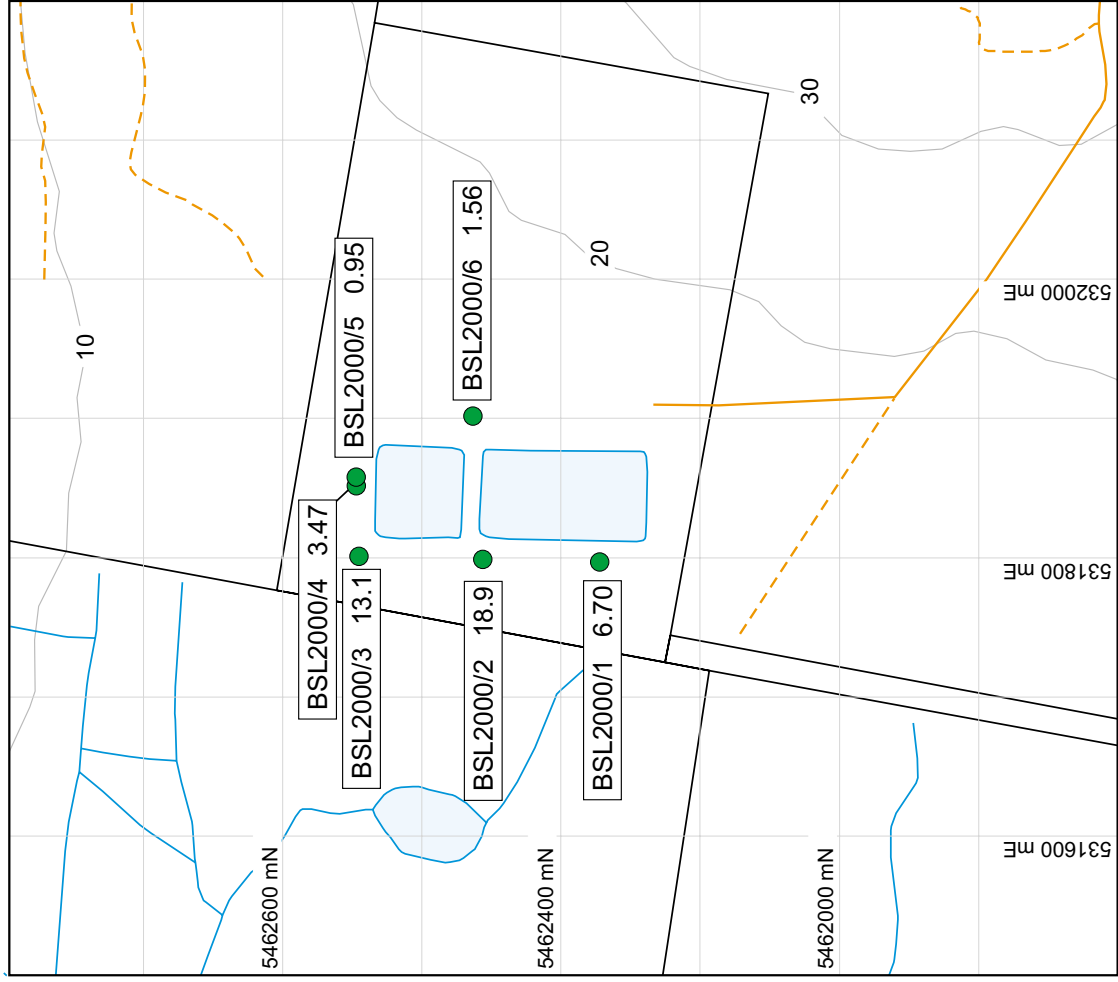 10
20
30
BSL2000/5 0.95
BSL2000/6 1.56
BSL2000/4 3.47
BSL2000/3 13.1
BSL2000/2 18.9
BSL2000/1 6.70
5462600 mN
5462400 mN
5462000 mN
532000 mE
531800 mE
531600 mE